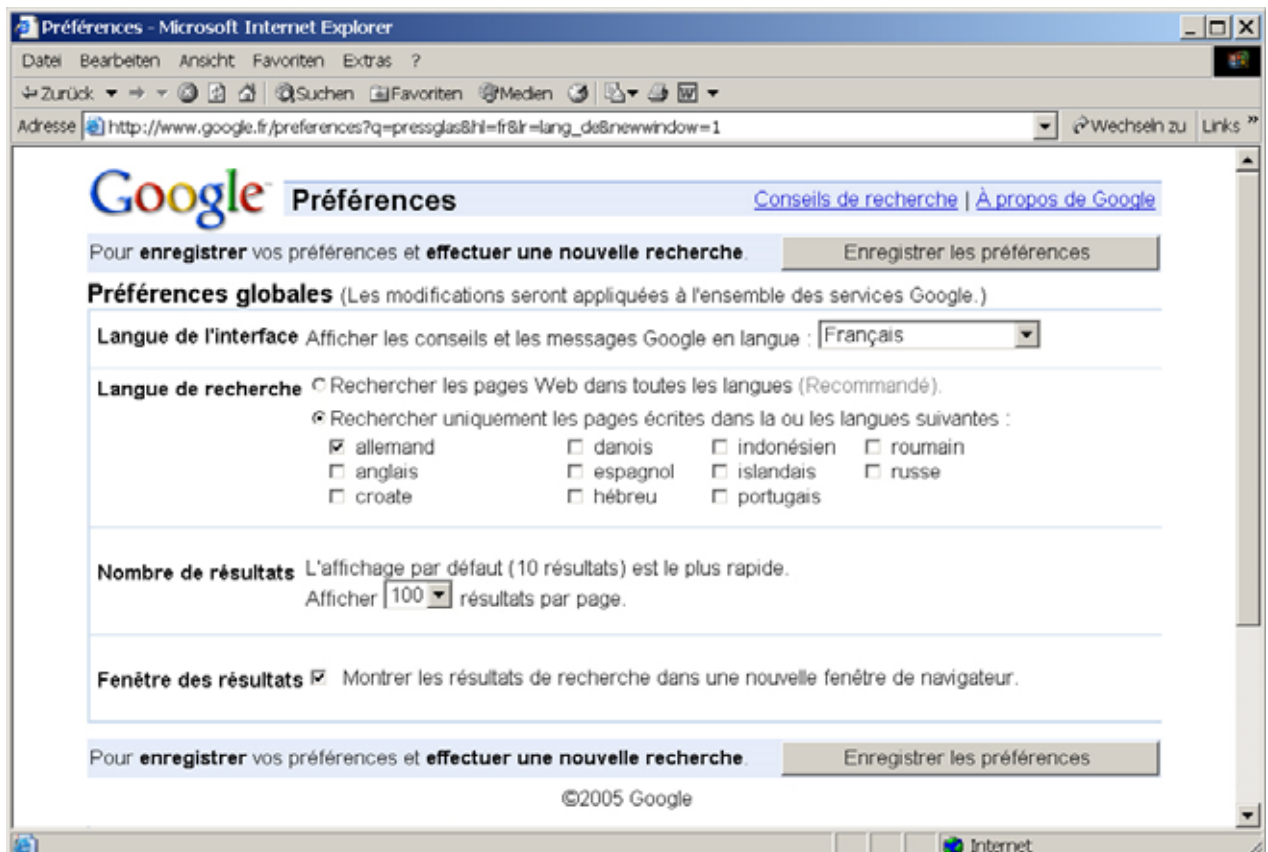 Préférences - Microsoft Internet Explorer
Datei Bearbeiten Ansicht Favoriten Extras ?
Zurück Suchen Favoriten Medien
Adresse http://www.google.fr/preferences?q=pressglas&hl=fr&lr=lang_de&newwindow=1 Wechseln zu Links »
Google Préférences Conseils de recherche | À propos de Google
Pour enregistrer vos préférences et effectuer une nouvelle recherche. Enregistrer les préférences
Préférences globales (Les modifications seront appliquées à l'ensemble des services Google.)
Langue de l'interface Afficher les conseils et les messages Google en langue : Français
Langue de recherche Rechercher les pages Web dans toutes les langues (Recommandé).
Rechercher uniquement les pages écrites dans la ou les langues suivantes :
allemand danois indonésien roumain
anglais espagnol islandais russe
croate hébreu portugais
Nombre de résultats L'affichage par défaut (10 résultats) est le plus rapide.
Afficher 100 résultats par page.
Fenêtre des résultats Montrer les résultats de recherche dans une nouvelle fenêtre de navigateur.
Pour enregistrer vos préférences et effectuer une nouvelle recherche. Enregistrer les préférences
©2005 Google
Internet